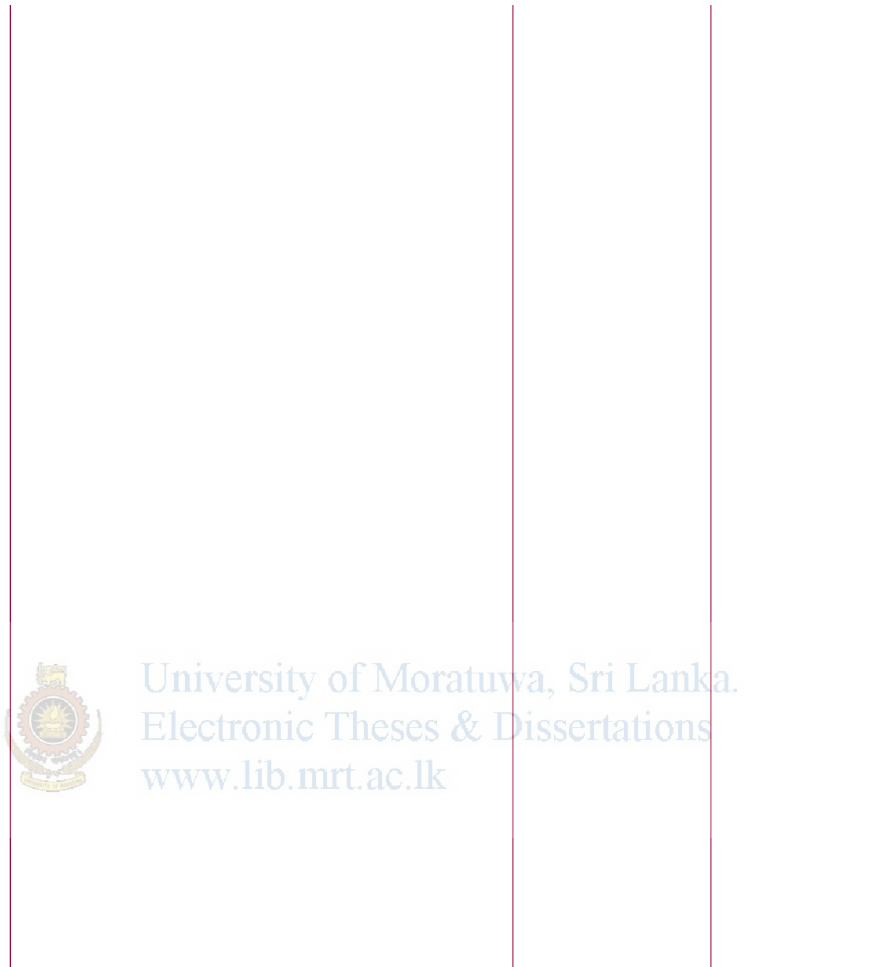 University of Moratuwa, Sri Lanka.
Electronic Theses & Dissertations
www.lib.mrt.ac.lk